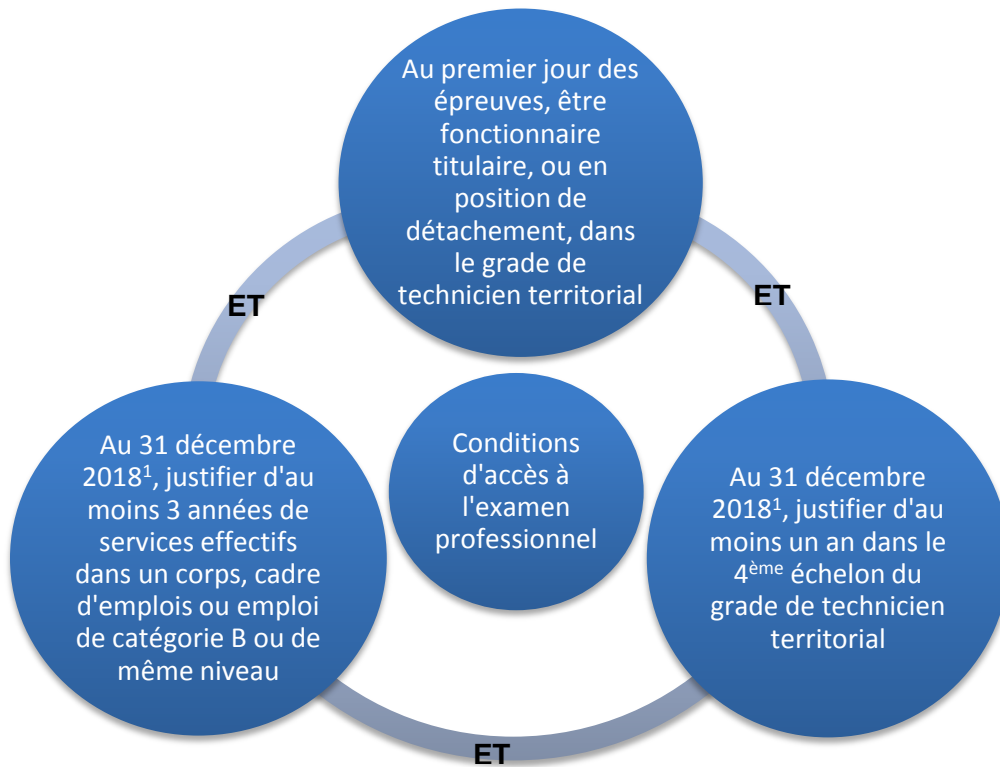 Au premier jour des
épreuves, être
fonctionnaire
titulaire, ou en
position de
détachement, dans
le grade de
technicien territorial
ET
ET
Au 31 décembre
2018¹, justifier d'au
moins 3 années de
services effectifs
dans un corps, cadre
d'emplois ou emploi
de catégorie B ou de
même niveau
Conditions
d'accès à
l'examen
professionnel
Au 31 décembre
2018¹, justifier d'au
moins un an dans le
4ème échelon du
grade de technicien
territorial
ET